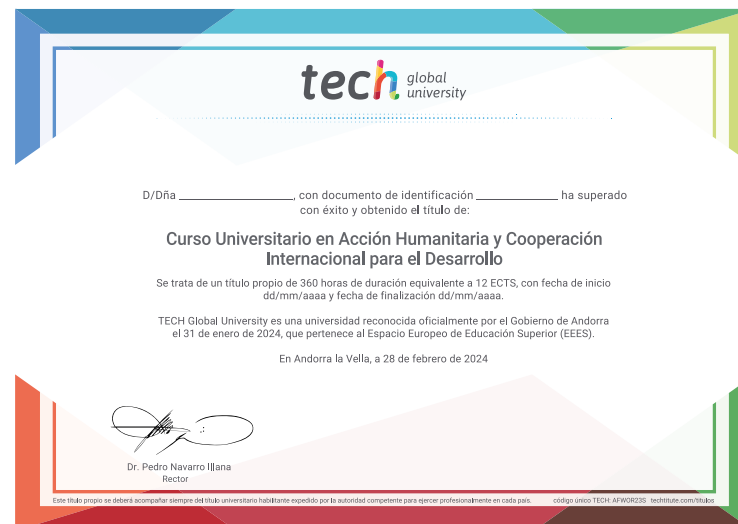 tech global university
D/Dña ____________________, con documento de identificación ______________ ha superado
con éxito y obtenido el título de:
Curso Universitario en Acción Humanitaria y Cooperación
Internacional para el Desarrollo
Se trata de un título propio de 360 horas de duración equivalente a 12 ECTS, con fecha de inicio
dd/mm/aaaa y fecha de finalización dd/mm/aaaa.
TECH Global University es una universidad reconocida oficialmente por el Gobierno de Andorra
el 31 de enero de 2024, que pertenece al Espacio Europeo de Educación Superior (EEES).
En Andorra la Vella, a 28 de febrero de 2024
Dr. Pedro Navarro Illana
Rector
Este título propio se deberá acompañar siempre del título universitario habilitante expedido por la autoridad competente para ejercer profesionalmente en cada país. código único TECH: AFWOR23S techtitute.com/titulos